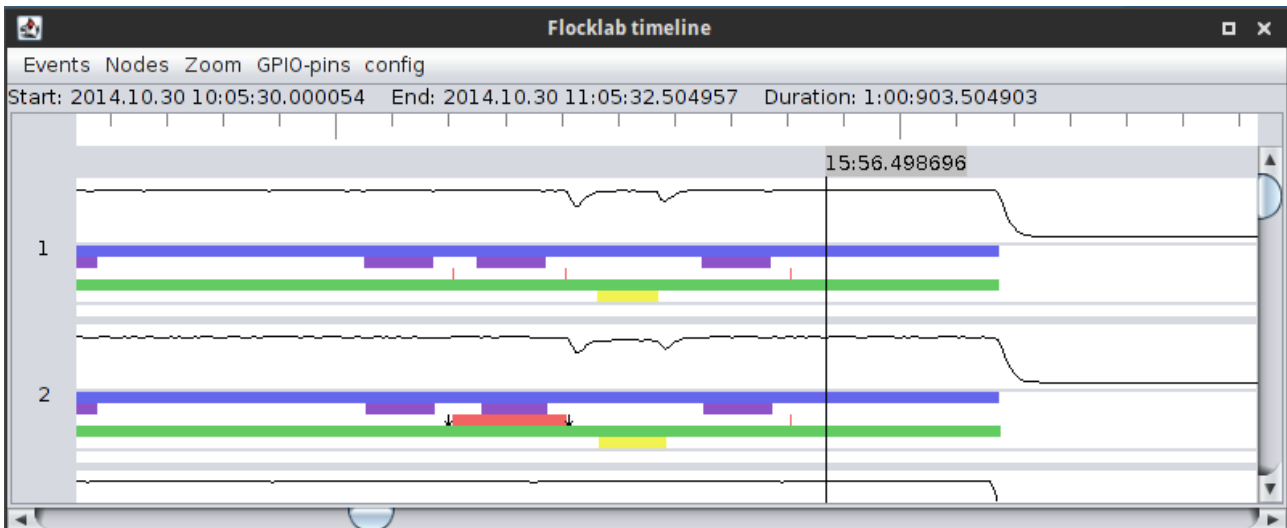 Flocklab timeline
Events Nodes Zoom GPIO-pins config
Start: 2014.10.30 10:05:30.000054 End: 2014.10.30 11:05:32.504957 Duration: 1:00:903.504903
15:56.498696
1
2